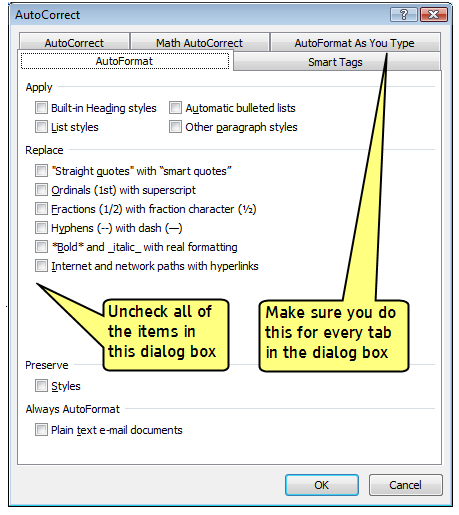 AutoCorrect
AutoCorrect Math AutoCorrect AutoFormat As You Type
AutoFormat Smart Tags
Apply
Built-in Heading styles Automatic bulleted lists
List styles Other paragraph styles
Replace
"Straight quotes" with “smart quotes”
Ordinals (1st) with superscript
Fractions (1/2) with fraction character (½)
Hyphens (--) with dash (—)
*Bold* and _italic_ with real formatting
Internet and network paths with hyperlinks
Uncheck all of
the items in
this dialog box
Make sure you do
this for every tab
in the dialog box
Preserve
Styles
Always AutoFormat
Plain text e-mail documents
OK Cancel